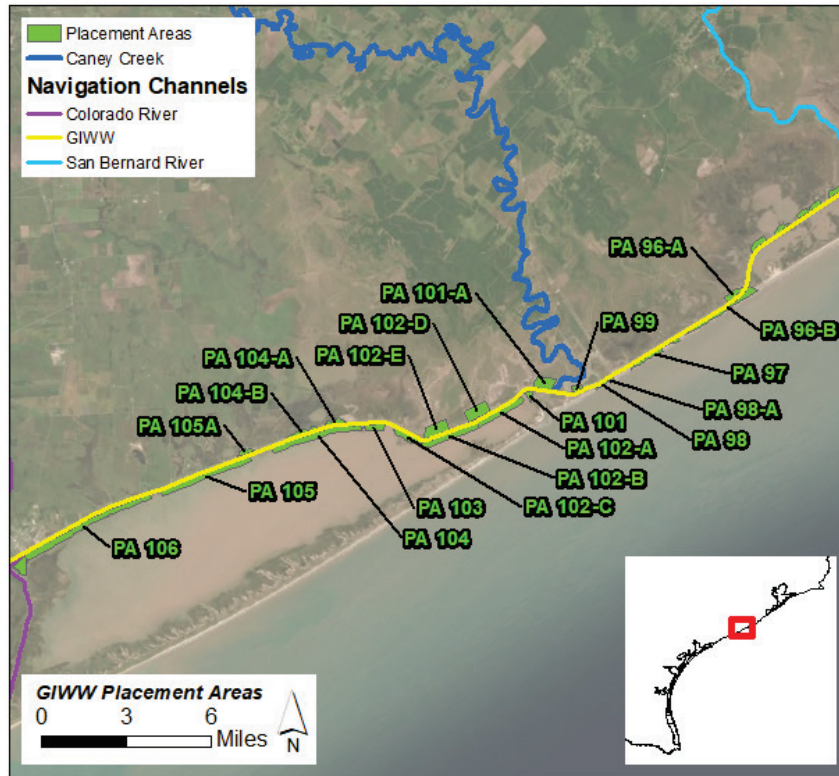 Placement Areas
Caney Creek
Navigation Channels
Colorado River
GIWW
San Bernard River
PA 96-A
PA 101-A
PA 99
PA 102-D
PA 96-B
PA 104-A
PA 102-E
PA 97
PA 104-B
PA 101
PA 98-A
PA 105A
PA 102-A
PA 98
PA 102-B
PA 105
PA 103
PA 102-C
PA 104
PA 106
GIWW Placement Areas
0 3 6
Miles
N